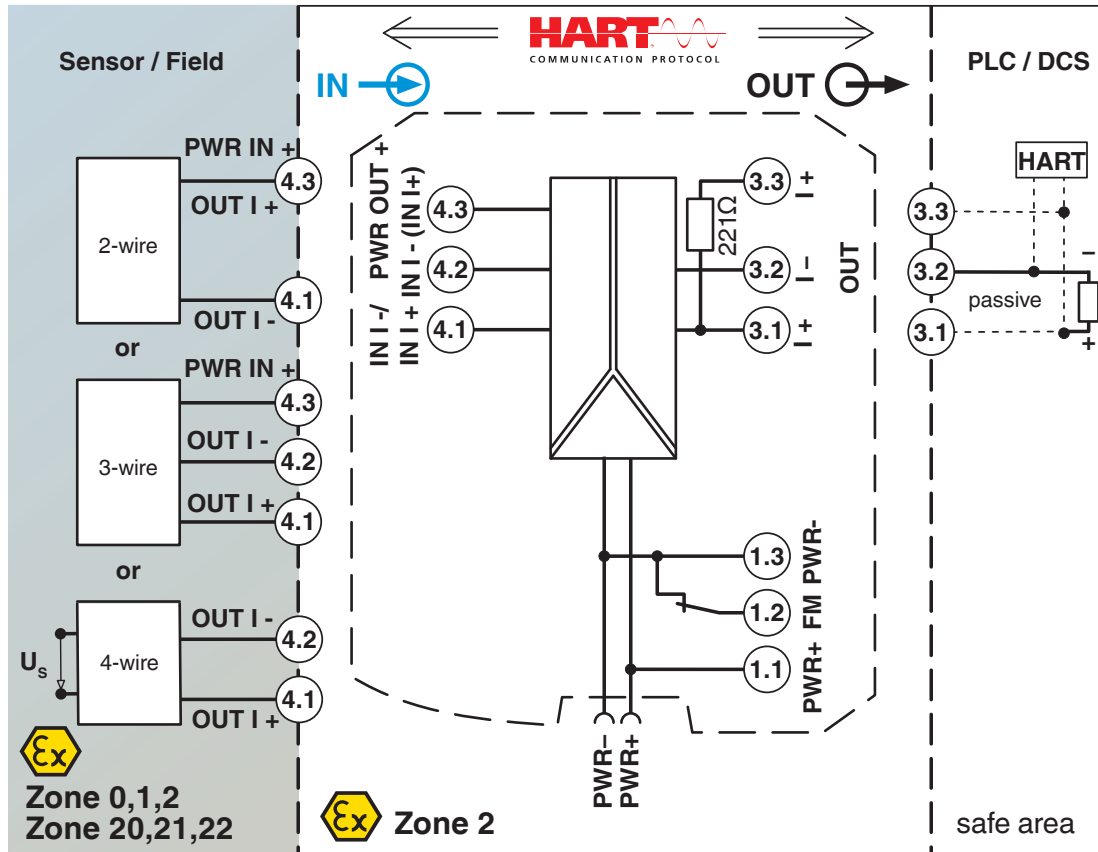 HART
COMMUNICATION PROTOCOL
Sensor / Field
IN
OUT
PLC / DCS
PWR IN +
4.3
OUT I +
2-wire
4.1
OUT I -
or
PWR IN +
4.3
OUT I -
3-wire
4.2
OUT I +
4.1
or
OUT I -
4.2
4-wire
Us
4.1
OUT I +
Ex
Zone 0,1,2
Zone 20,21,22
PWR OUT +
IN I - (IN I+)
IN I - /
IN I +
4.3
4.2
4.1
221Ω
3.3
+
I
3.2
–
I
3.1
+
I
OUT
1.3
PWR-
1.2
FM
1.1
PWR+
PWR–
PWR+
Ex
Zone 2
HART
3.3
3.2
3.1
passive
–
+
safe area